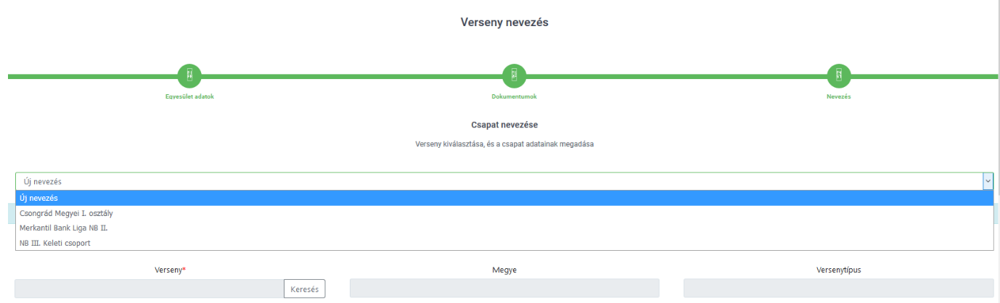 Verseny nevezés
Egyesület adatok
Dokumentumok
Nevezés
Csapat nevezése
Verseny kiválasztása, és a csapat adatainak megadása
Új nevezés
Új nevezés
Csongrád Megyei I. osztály
Merkantil Bank Liga NB II.
NB III. Keleti csoport
Verseny*
Megye
Versenytípus
Keresés